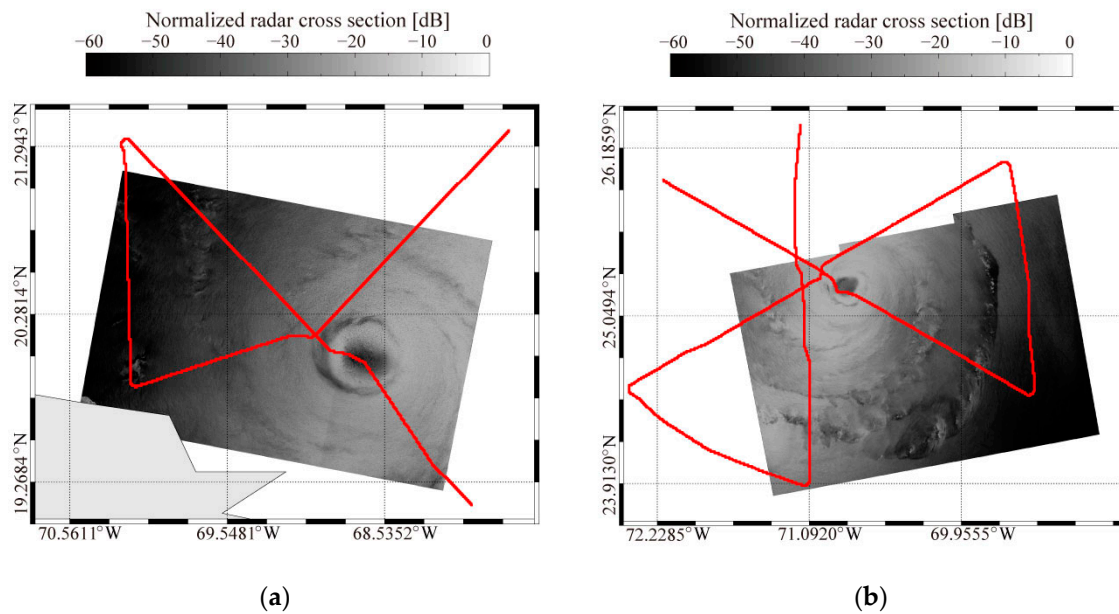 Normalized radar cross section [dB]
−60 −50 −40 −30 −20 −10 0
21.2943°N
20.2814°N
19.2684°N
70.5611°W 69.5481°W 68.5352°W
(a)
Normalized radar cross section [dB]
−60 −50 −40 −30 −20 −10 0
26.1859°N
25.0494°N
23.9130°N
72.2285°W 71.0920°W 69.9555°W
(b)